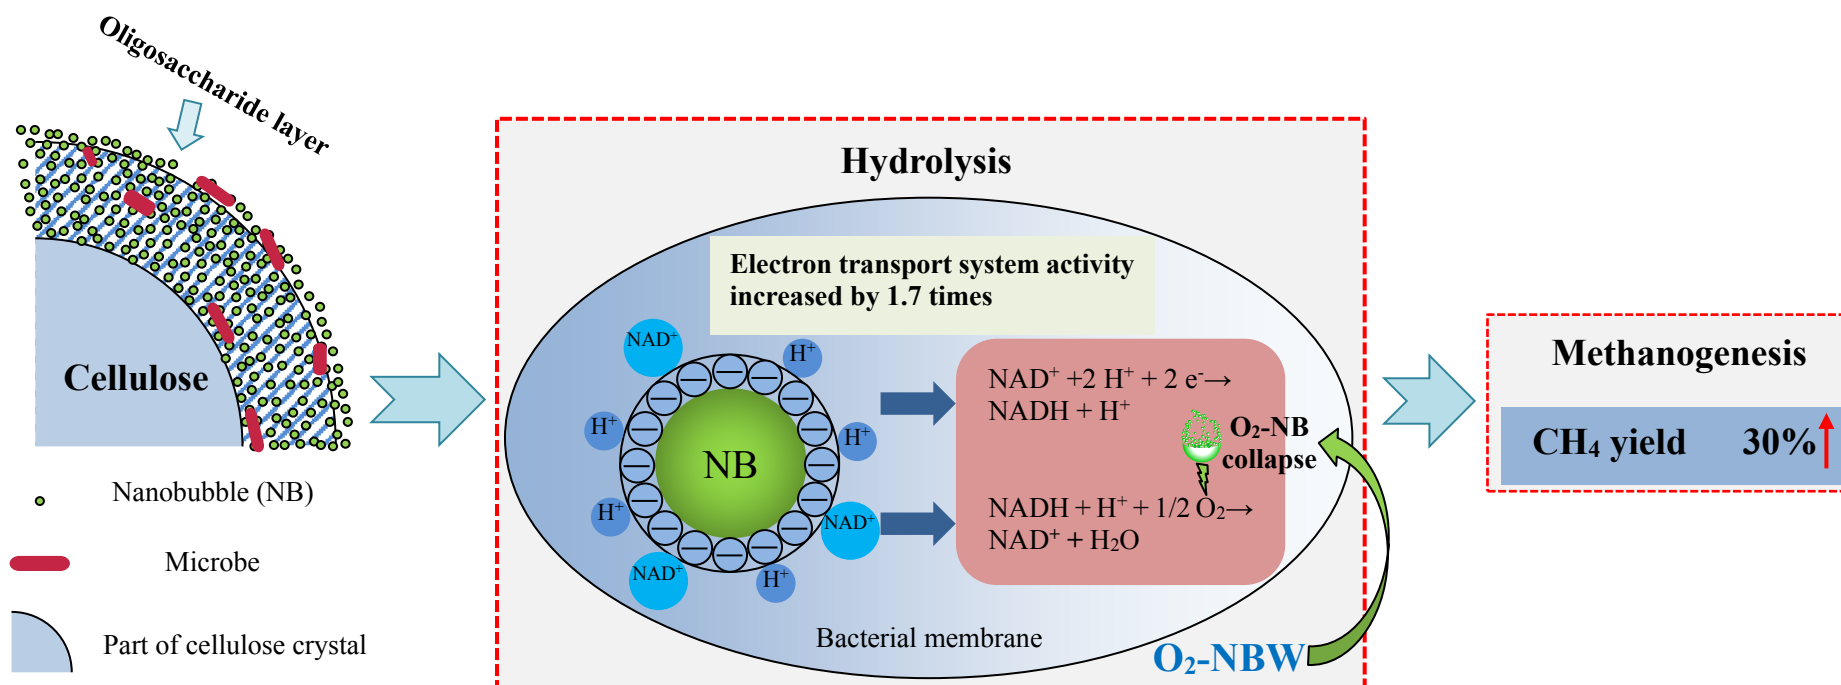 Oligosaccharide layer
Cellulose
Nanobubble (NB)
Microbe
Part of cellulose crystal
Hydrolysis
Electron transport system activity
increased by 1.7 times
NAD⁺
H⁺
H⁺
H⁺
NB
H⁺
NAD⁺
NAD⁺
H⁺
NAD⁺ +2 H⁺ + 2 e⁻→
NADH + H⁺
O₂-NB
collapse
NADH + H⁺ + 1/2 O₂→
NAD⁺ + H₂O
Bacterial membrane
O₂-NBW
Methanogenesis
CH₄ yield 30%